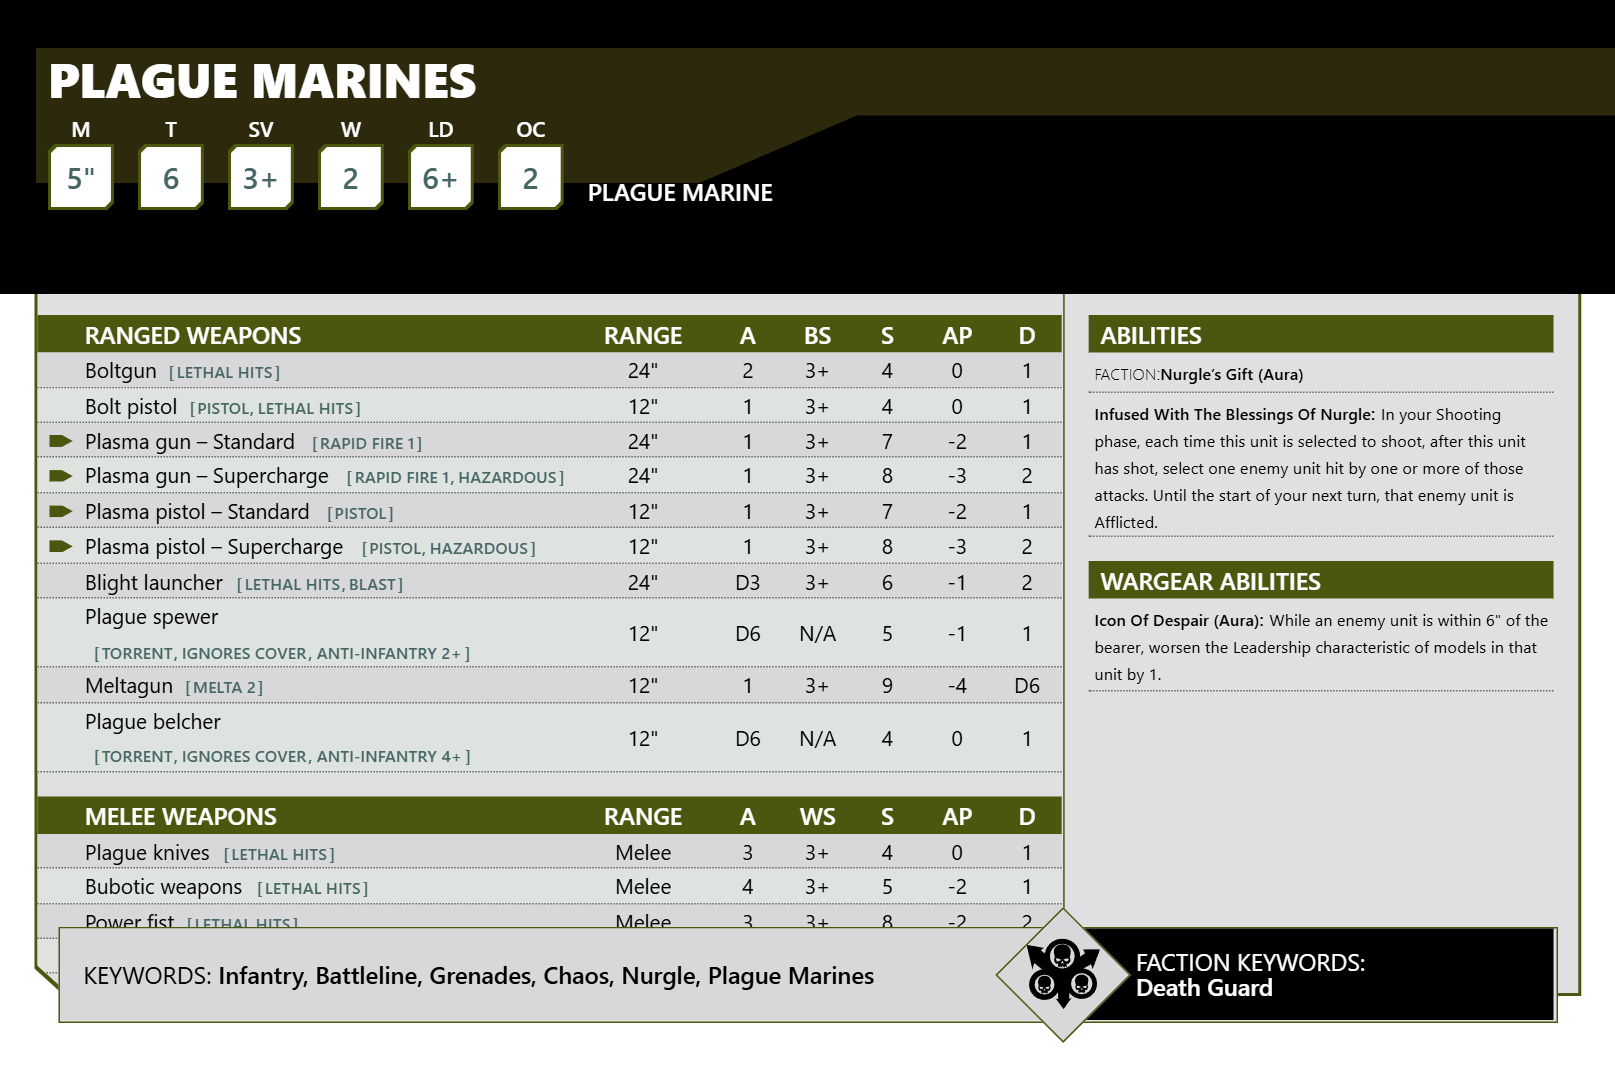 PLAGUE MARINES
M T SV W LD OC
5" 6 3+ 2 6+ 2 PLAGUE MARINE
RANGED WEAPONS RANGE A BS S AP D
Boltgun [LETHAL HITS] 24" 2 3+ 4 0 1
Bolt pistol [PISTOL, LETHAL HITS] 12" 1 3+ 4 0 1
Plasma gun – Standard [RAPID FIRE 1] 24" 1 3+ 7 -2 1
Plasma gun – Supercharge [RAPID FIRE 1, HAZARDOUS] 24" 1 3+ 8 -3 2
Plasma pistol – Standard [PISTOL] 12" 1 3+ 7 -2 1
Plasma pistol – Supercharge [PISTOL, HAZARDOUS] 12" 1 3+ 8 -3 2
Blight launcher [LETHAL HITS, BLAST] 24" D3 3+ 6 -1 2
Plague spewer
[TORRENT, IGNORES COVER, ANTI-INFANTRY 2+] 12" D6 N/A 5 -1 1
Meltagun [MELTA 2] 12" 1 3+ 9 -4 D6
Plague belcher
[TORRENT, IGNORES COVER, ANTI-INFANTRY 4+] 12" D6 N/A 4 0 1
MELEE WEAPONS RANGE A WS S AP D
Plague knives [LETHAL HITS] Melee 3 3+ 4 0 1
Bubotic weapons [LETHAL HITS] Melee 4 3+ 5 -2 1
Power fist [LETHAL HITS] Melee 3 3+ 8 -2 2
ABILITIES
FACTION:Nurgle’s Gift (Aura)
Infused With The Blessings Of Nurgle: In your Shooting
phase, each time this unit is selected to shoot, after this unit
has shot, select one enemy unit hit by one or more of those
attacks. Until the start of your next turn, that enemy unit is
Afflicted.
WARGEAR ABILITIES
Icon Of Despair (Aura): While an enemy unit is within 6" of the
bearer, worsen the Leadership characteristic of models in that
unit by 1.
KEYWORDS: Infantry, Battleline, Grenades, Chaos, Nurgle, Plague Marines
FACTION KEYWORDS:
Death Guard